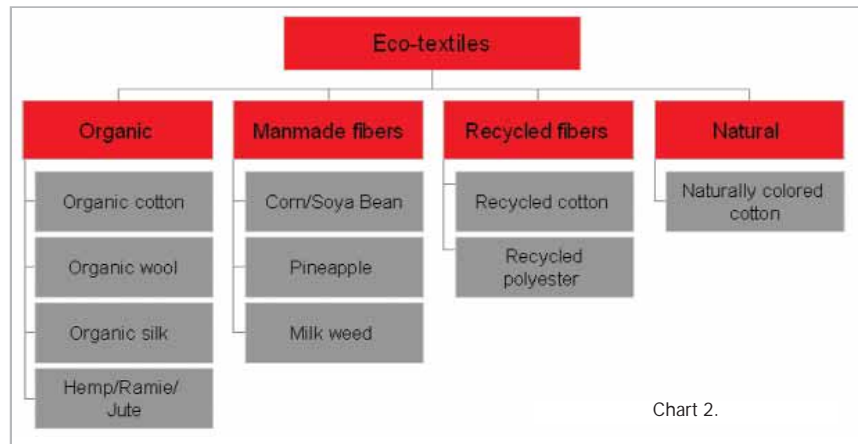 Eco-textiles
Organic
Manmade fibers
Recycled fibers
Natural
Organic cotton
Corn/Soya Bean
Recycled cotton
Naturally colored
cotton
Organic wool
Pineapple
Recycled
polyester
Organic silk
Milk weed
Hemp/Ramie/
Jute
Chart 2.